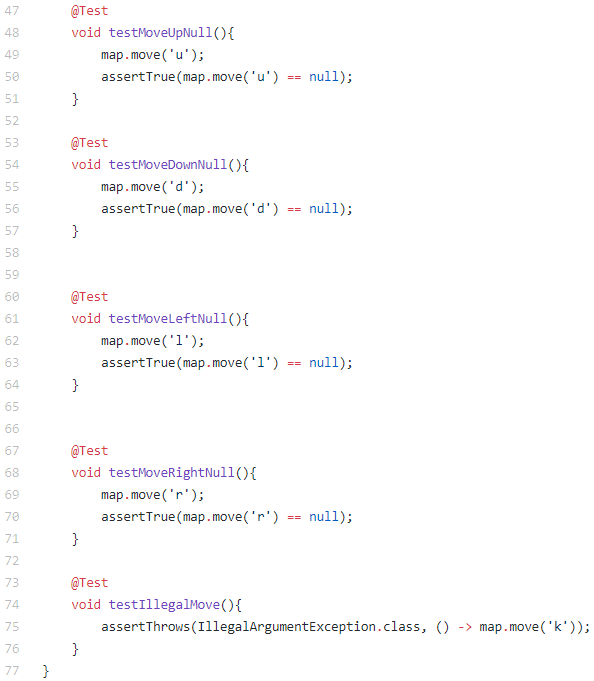 47 @Test
48 void testMoveUpNull(){
49 map.move('u');
50 assertTrue(map.move('u') == null);
51 }
52
53 @Test
54 void testMoveDownNull(){
55 map.move('d');
56 assertTrue(map.move('d') == null);
57 }
58
59
60 @Test
61 void testMoveLeftNull(){
62 map.move('l');
63 assertTrue(map.move('l') == null);
64 }
65
66
67 @Test
68 void testMoveRightNull(){
69 map.move('r');
70 assertTrue(map.move('r') == null);
71 }
72
73 @Test
74 void testIllegalMove(){
75 assertThrows(IllegalArgumentException.class, () -> map.move('k'));
76 }
77 }